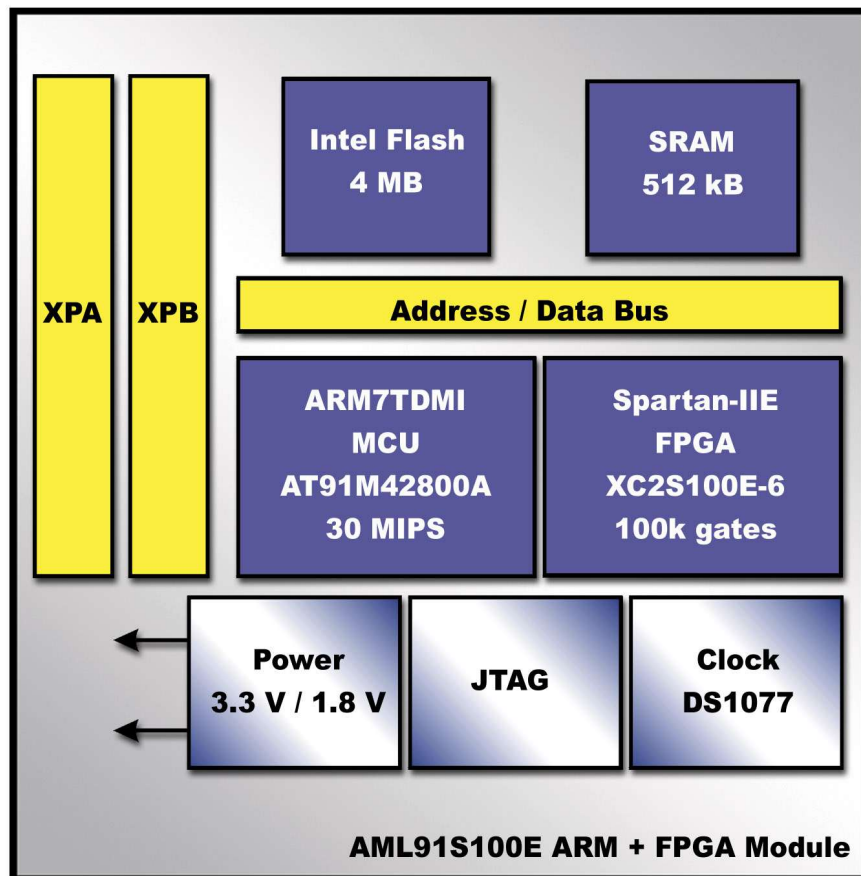 XPA
XPB
Intel Flash
4 MB
SRAM
512 kB
Address / Data Bus
ARM7TDMI
MCU
AT91M42800A
30 MIPS
Spartan-IIE
FPGA
XC2S100E-6
100k gates
Power
3.3 V / 1.8 V
JTAG
Clock
DS1077
AML91S100E ARM + FPGA Module